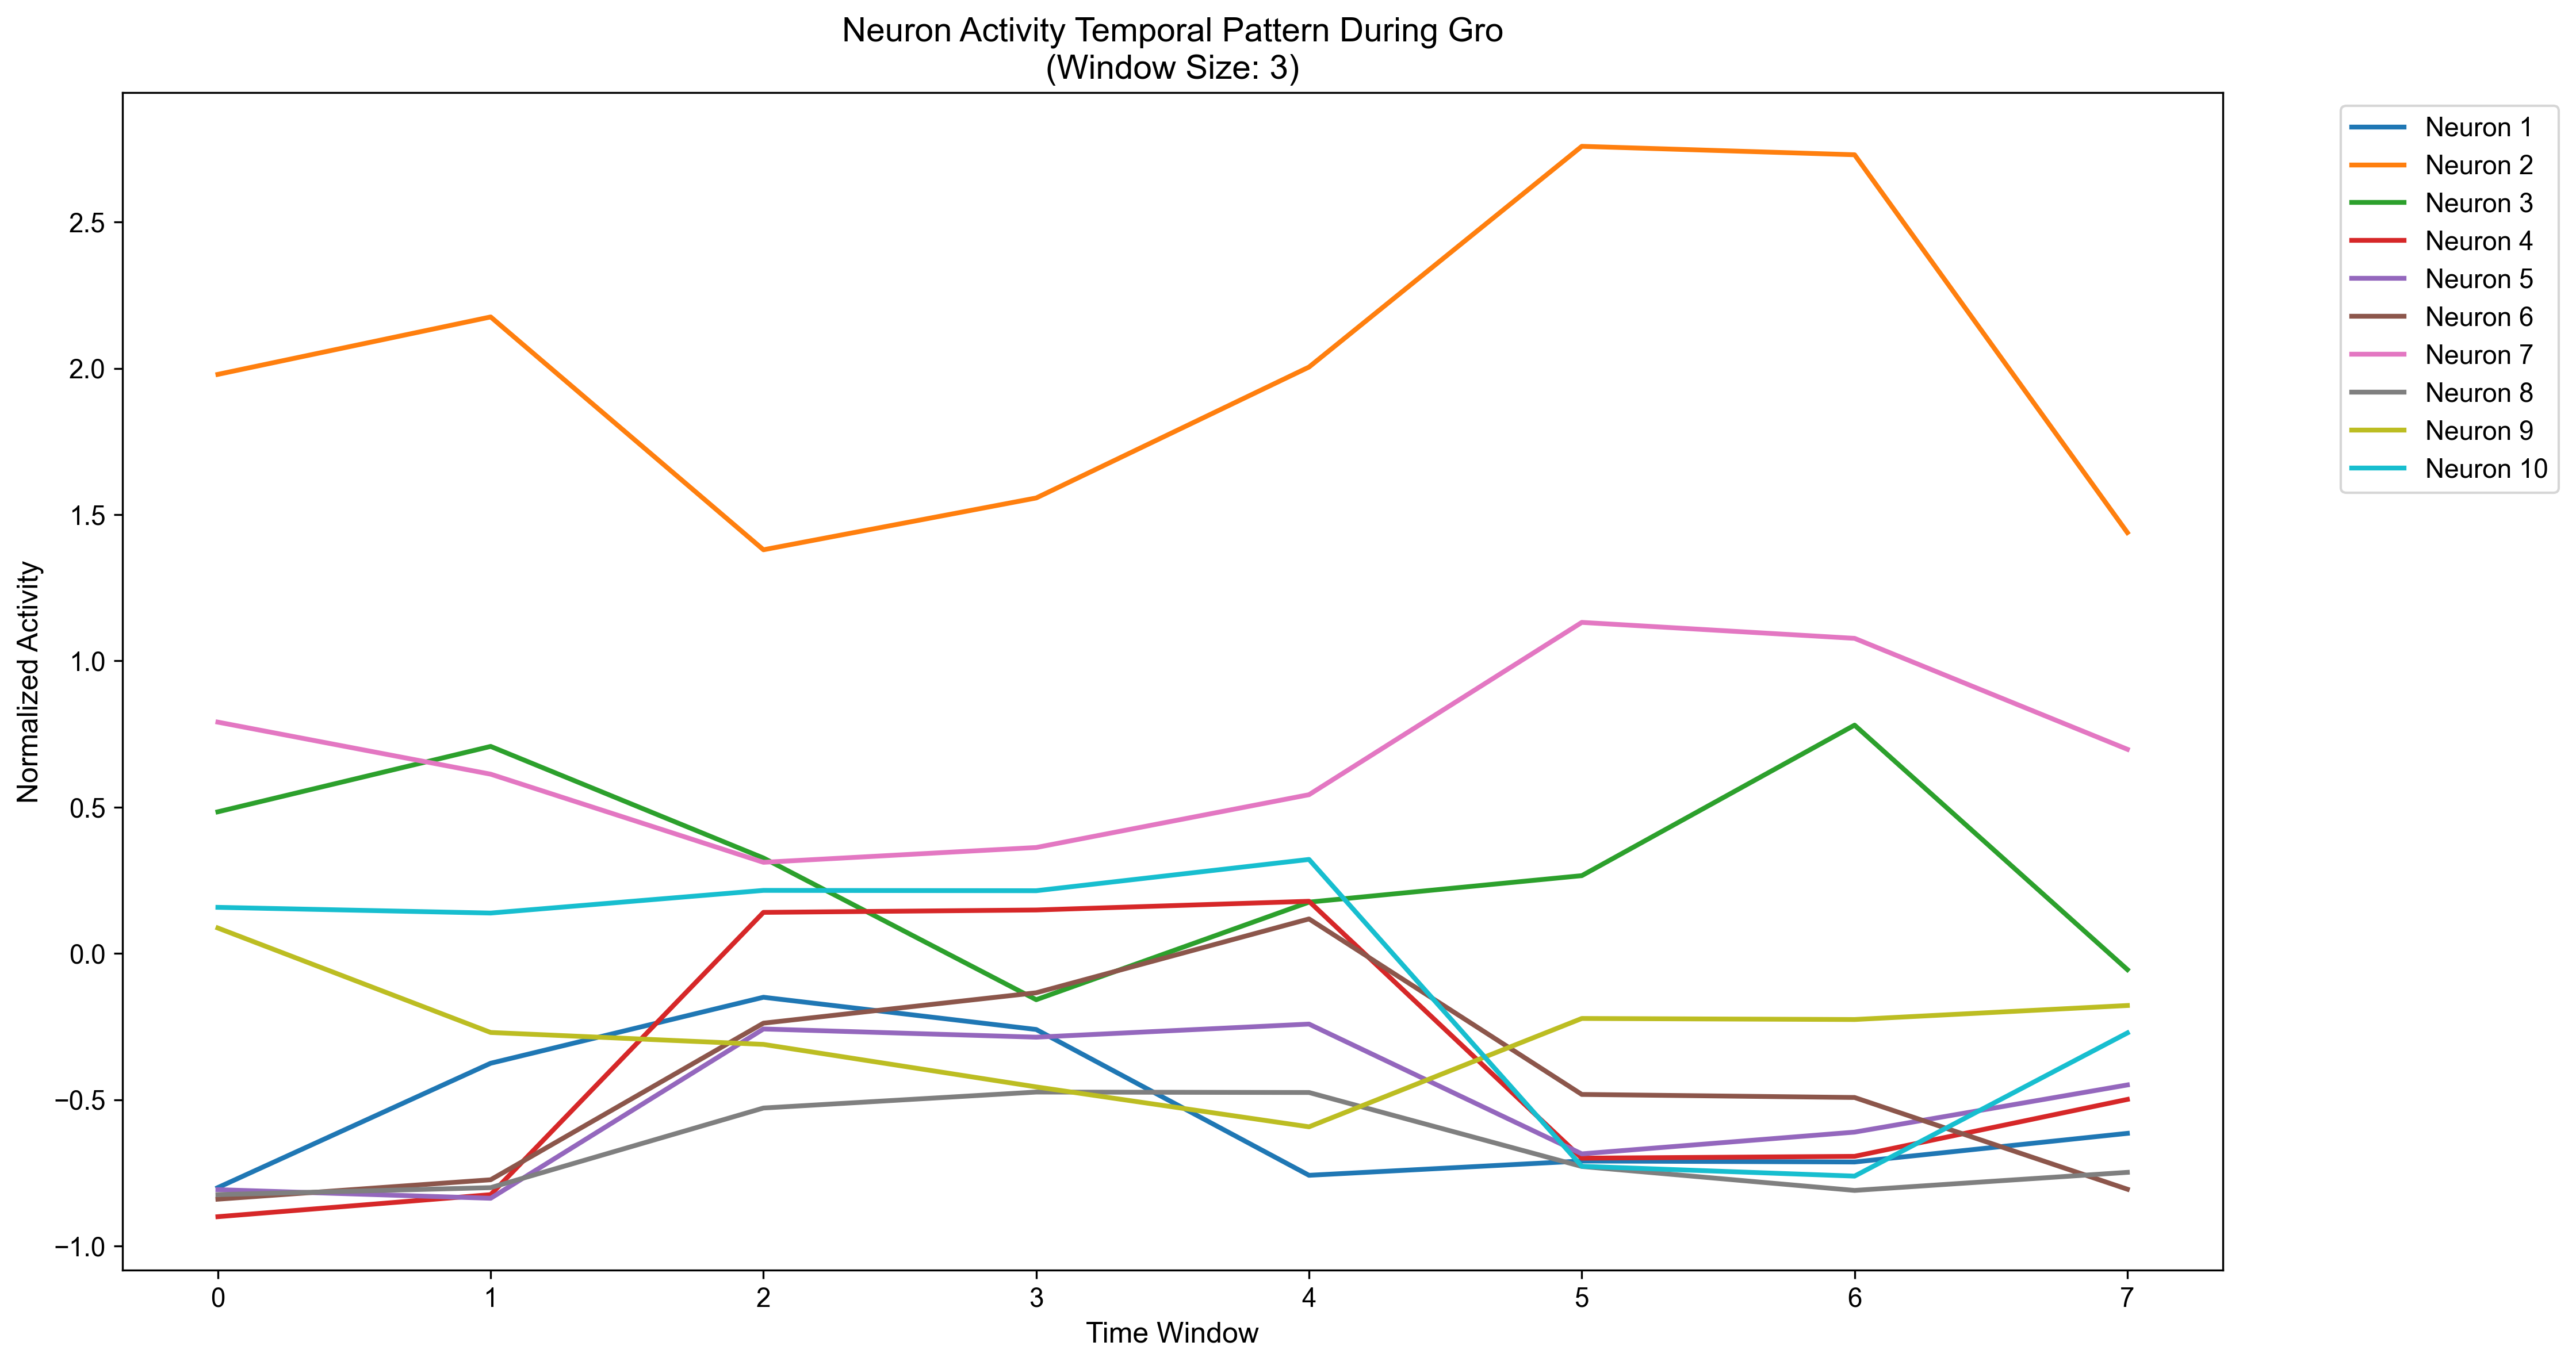 Neuron Activity Temporal Pattern During Gro
(Window Size: 3)
Normalized Activity
2.5
2.0
1.5
1.0
0.5
0.0
−0.5
−1.0
0 1 2 3 4 5 6 7
Time Window
Neuron 1
Neuron 2
Neuron 3
Neuron 4
Neuron 5
Neuron 6
Neuron 7
Neuron 8
Neuron 9
Neuron 10